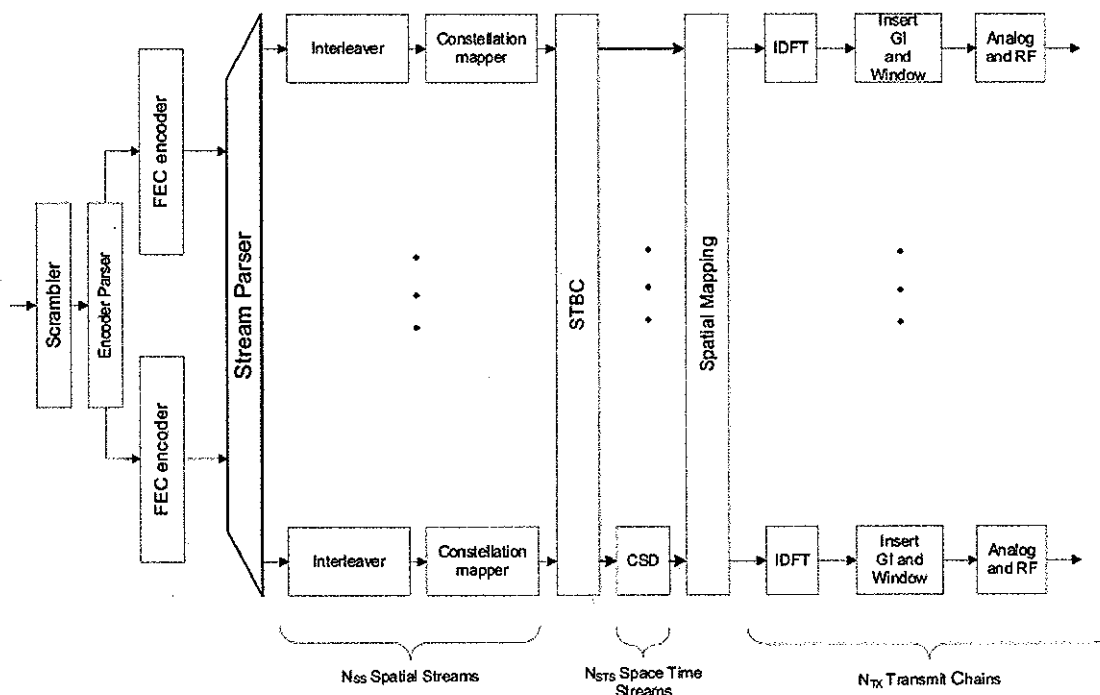 Scrambler
Encoder Parser
FEC encoder
FEC encoder
Stream Parser
Interleaver
Constellation
mapper
STBC
Spatial Mapping
IDFT
Insert
GI
and
Window
Analog
and RF
Interleaver
Constellation
mapper
CSD
IDFT
Insert
GI and
Window
Analog
and RF
NSS Spatial Streams
NSTS Space Time
Streams
NTX Transmit Chains